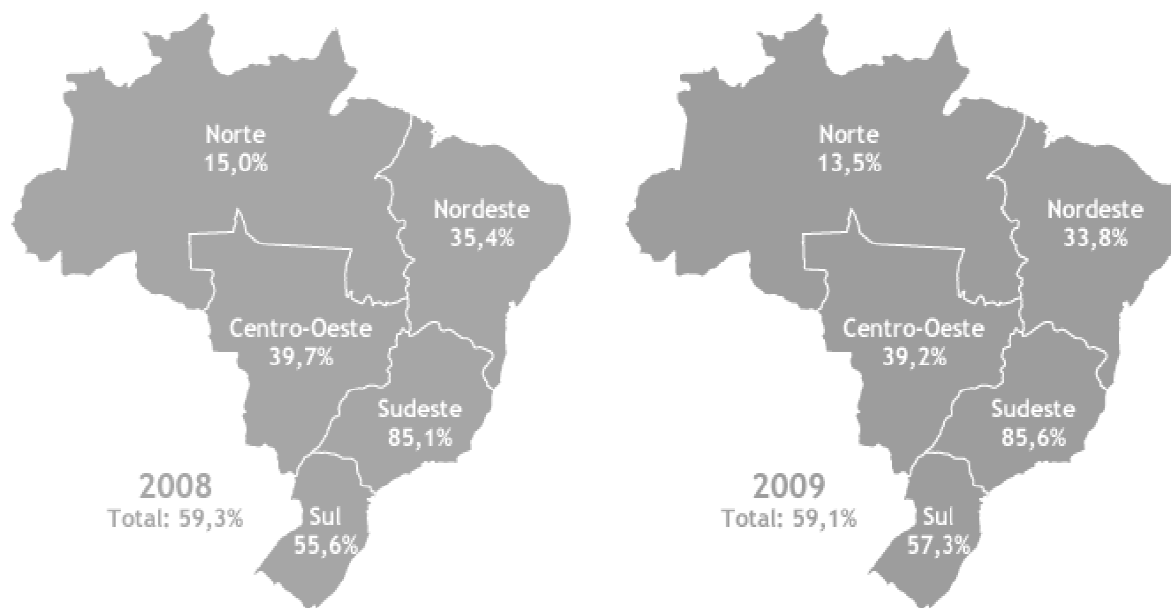 Norte
15,0%
Nordeste
35,4%
Centro-Oeste
39,7%
Sudeste
85,1%
2008
Total: 59,3%
Sul
55,6%
Norte
13,5%
Nordeste
33,8%
Centro-Oeste
39,2%
Sudeste
85,6%
2009
Total: 59,1%
Sul
57,3%